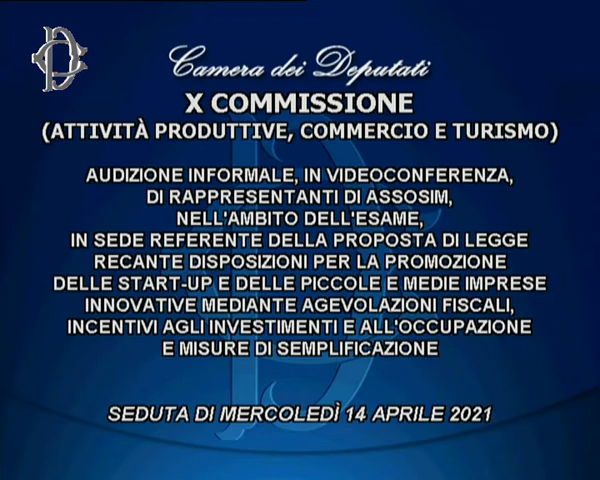 Camera dei Deputati
X COMMISSIONE
(ATTIVITÀ PRODUTTIVE, COMMERCIO E TURISMO)
AUDIZIONE INFORMALE, IN VIDEOCONFERENZA,
DI RAPPRESENTANTI DI ASSOSIM,
NELL'AMBITO DELL'ESAME,
IN SEDE REFERENTE DELLA PROPOSTA DI LEGGE
RECANTE DISPOSIZIONI PER LA PROMOZIONE
DELLE START-UP E DELLE PICCOLE E MEDIE IMPRESE
INNOVATIVE MEDIANTE AGEVOLAZIONI FISCALI,
INCENTIVI AGLI INVESTIMENTI E ALL'OCCUPAZIONE
E MISURE DI SEMPLIFICAZIONE
SEDUTA DI MERCOLEDÌ 14 APRILE 2021